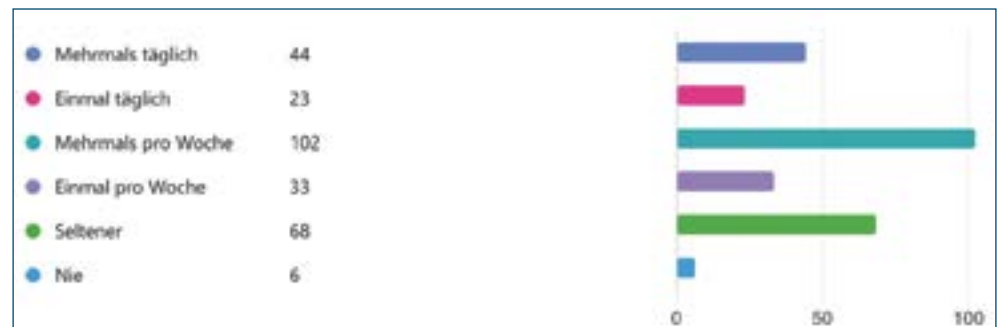 Mehrmals täglich 44
Einmal täglich 23
Mehrmals pro Woche 102
Einmal pro Woche 33
Seltener 68
Nie 6
0 50 100